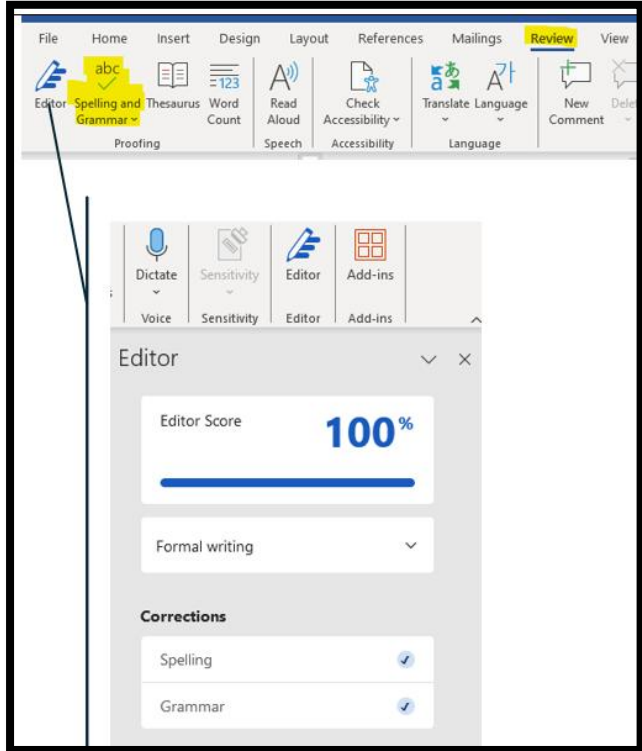 File Home Insert Design Layout References Mailings Review View
abc
123
Editor Spelling and Thesaurus Word Read Check Translate Language New
Grammar Count Aloud Accessibility Comment
Proofing Speech Accessibility Language
Dictate Sensitivity Editor Add-ins
Voice Sensitivity Editor Add-ins
Editor
Editor Score 100%
Formal writing
Corrections
Spelling
Grammar